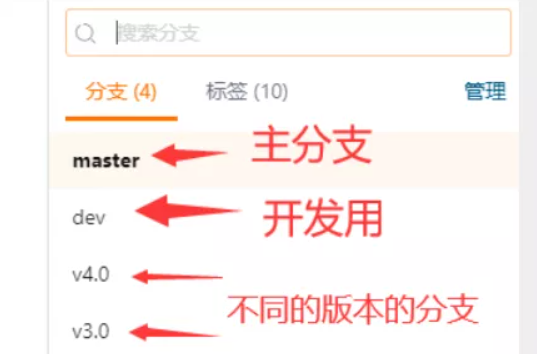 搜索分支
分支 (4) 标签 (10) 管理
master 主分支
dev 开发用
v4.0
不同的版本的分支
v3.0